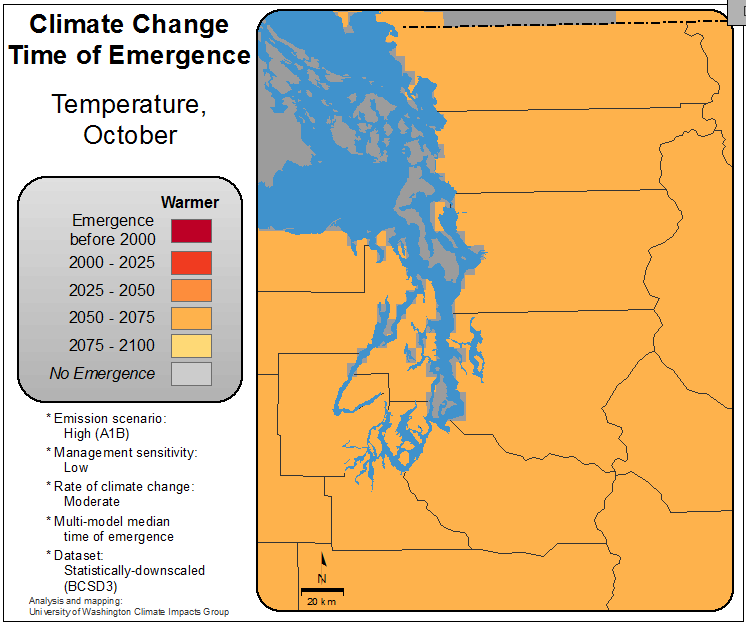 Climate Change
Time of Emergence
Temperature,
October
Warmer
Emergence
before 2000
2000 - 2025
2025 - 2050
2050 - 2075
2075 - 2100
No Emergence
* Emission scenario:
High (A1B)
* Management sensitivity:
Low
* Rate of climate change:
Moderate
* Multi-model median
time of emergence
* Dataset:
Statistically-downscaled
(BCSD3)
Analysis and mapping:
University of Washington Climate Impacts Group
N
20 km